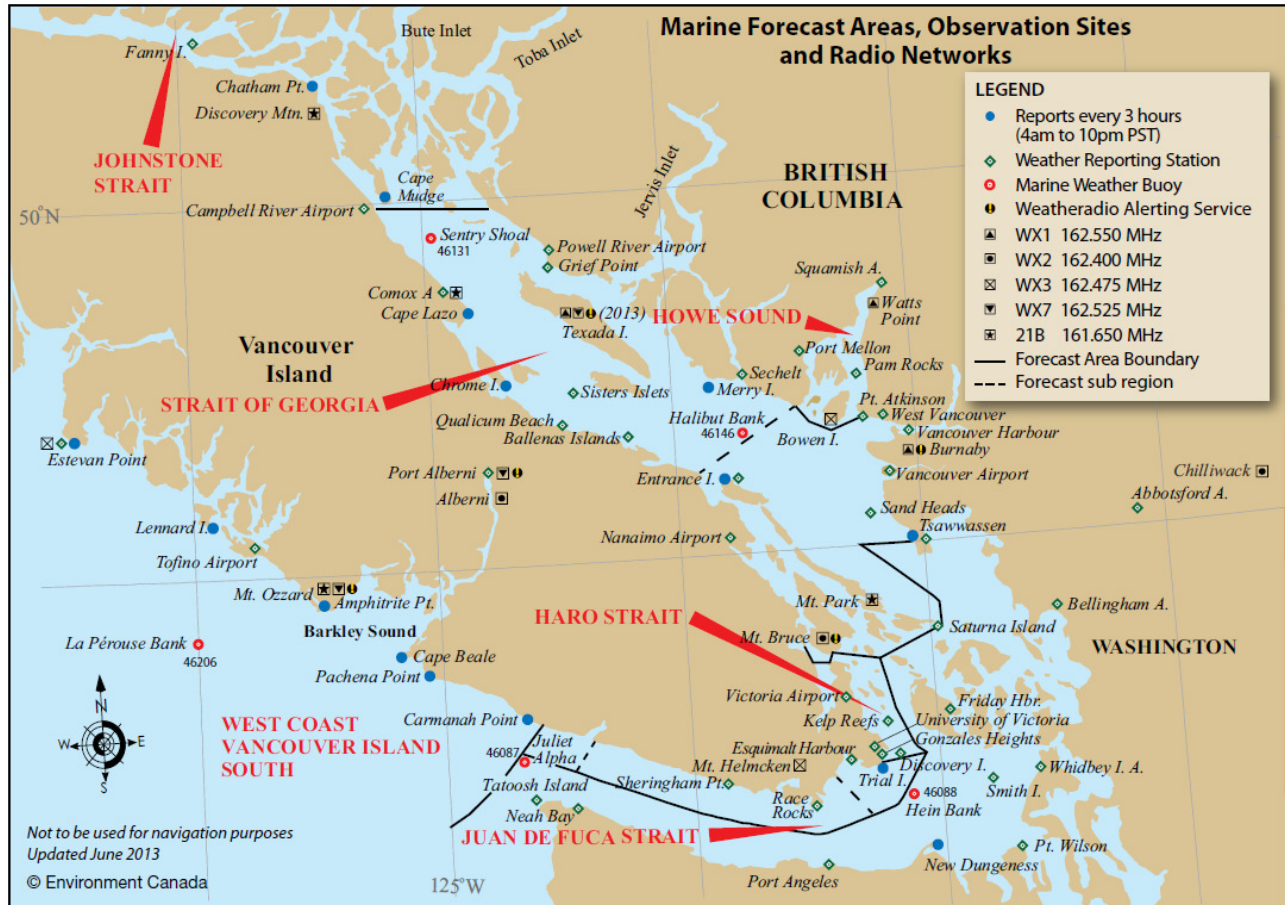 Marine Forecast Areas, Observation Sites
and Radio Networks
LEGEND
Reports every 3 hours
(4am to 10pm PST)
Weather Reporting Station
Marine Weather Buoy
Weatheradio Alerting Service
WX1 162.550 MHz
WX2 162.400 MHz
WX3 162.475 MHz
WX7 162.525 MHz
21B 161.650 MHz
Forecast Area Boundary
Forecast sub region
Fanny I.
Bute Inlet
Toba Inlet
Chatham Pt.
Discovery Mtn.
JOHNSTONE
STRAIT
Cape
Mudge
Jervis Inlet
BRITISH
COLUMBIA
50°N
Campbell River Airport
Sentry Shoal
46131
Powell River Airport
Grief Point
Squamish A.
Comox A
Cape Lazo
(2013)
Texada I.
HOWE SOUND
Watts
Point
Vancouver
Island
Port Mellon
Pam Rocks
Chrome I.
Sechelt
Merry I.
STRAIT OF GEORGIA
Sisters Islets
Pt. Atkinson
West Vancouver
Qualicum Beach
Ballenas Islands
Halibut Bank
46146
Bowen I.
Vancouver Harbour
Burnaby
Estevan Point
Port Alberni
Alberni
Entrance I.
Vancouver Airport
Chilliwack
Abbotsford A.
Lennard I.
Sand Heads
Tsawwassen
Tofino Airport
Nanaimo Airport
Mt. Ozzard
Amphitrite Pt.
Mt. Park
Bellingham A.
Barkley Sound
HARO STRAIT
Mt. Bruce
Saturna Island
WASHINGTON
La Pérouse Bank
46206
Cape Beale
Pachena Point
Victoria Airport
Friday Hbr.
N
W
E
S
WEST COAST
VANCOUVER ISLAND
SOUTH
Carmanah Point
Kelp Reefs
University of Victoria
Gonzales Heights
46087
Juliet
Alpha
Esquimalt Harbour
Mt. Helmcken
Discovery I.
Trial I.
Whidbey I. A.
Tatoosh Island
Sheringham Pt.
Smith I.
46088
Hein Bank
Neah Bay
Race
Rocks
JUAN DE FUCA STRAIT
Pt. Wilson
New Dungeness
Port Angeles
Not to be used for navigation purposes
Updated June 2013
© Environment Canada
125°W